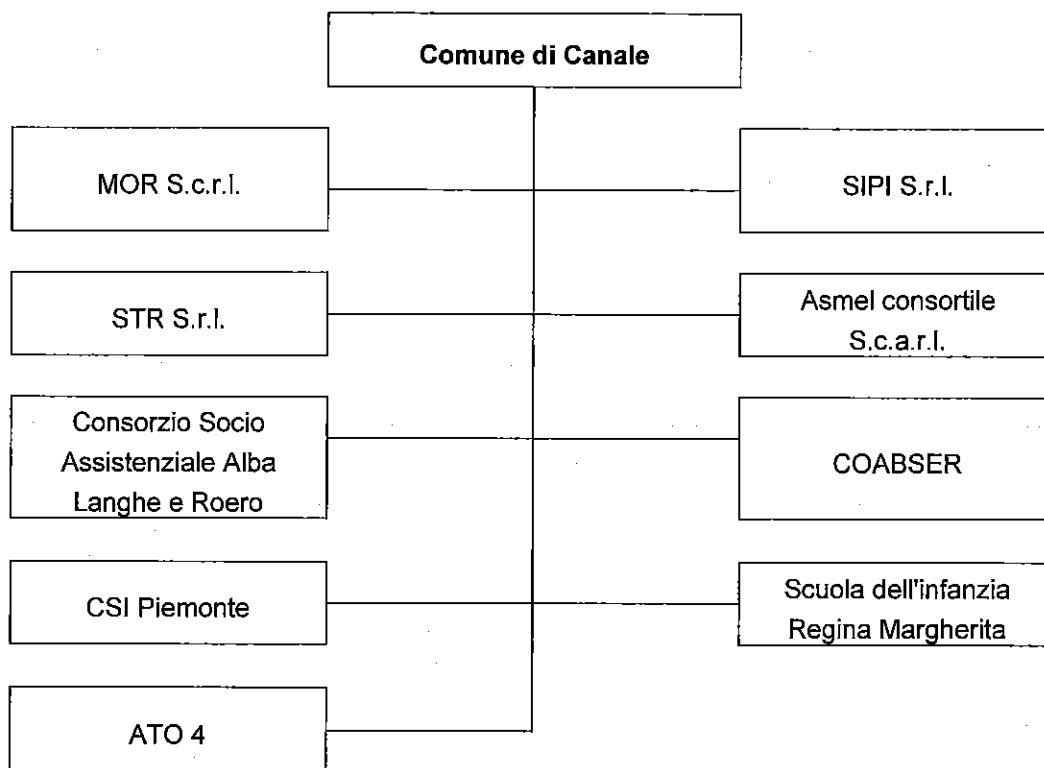 Comune di Canale
MOR S.c.r.l.
SIPI S.r.l.
STR S.r.l.
Asmel consortile
S.c.a.r.l.
Consorzio Socio
Assistenziale Alba
Langhe e Roero
COABSER
CSI Piemonte
Scuola dell'infanzia
Regina Margherita
ATO 4